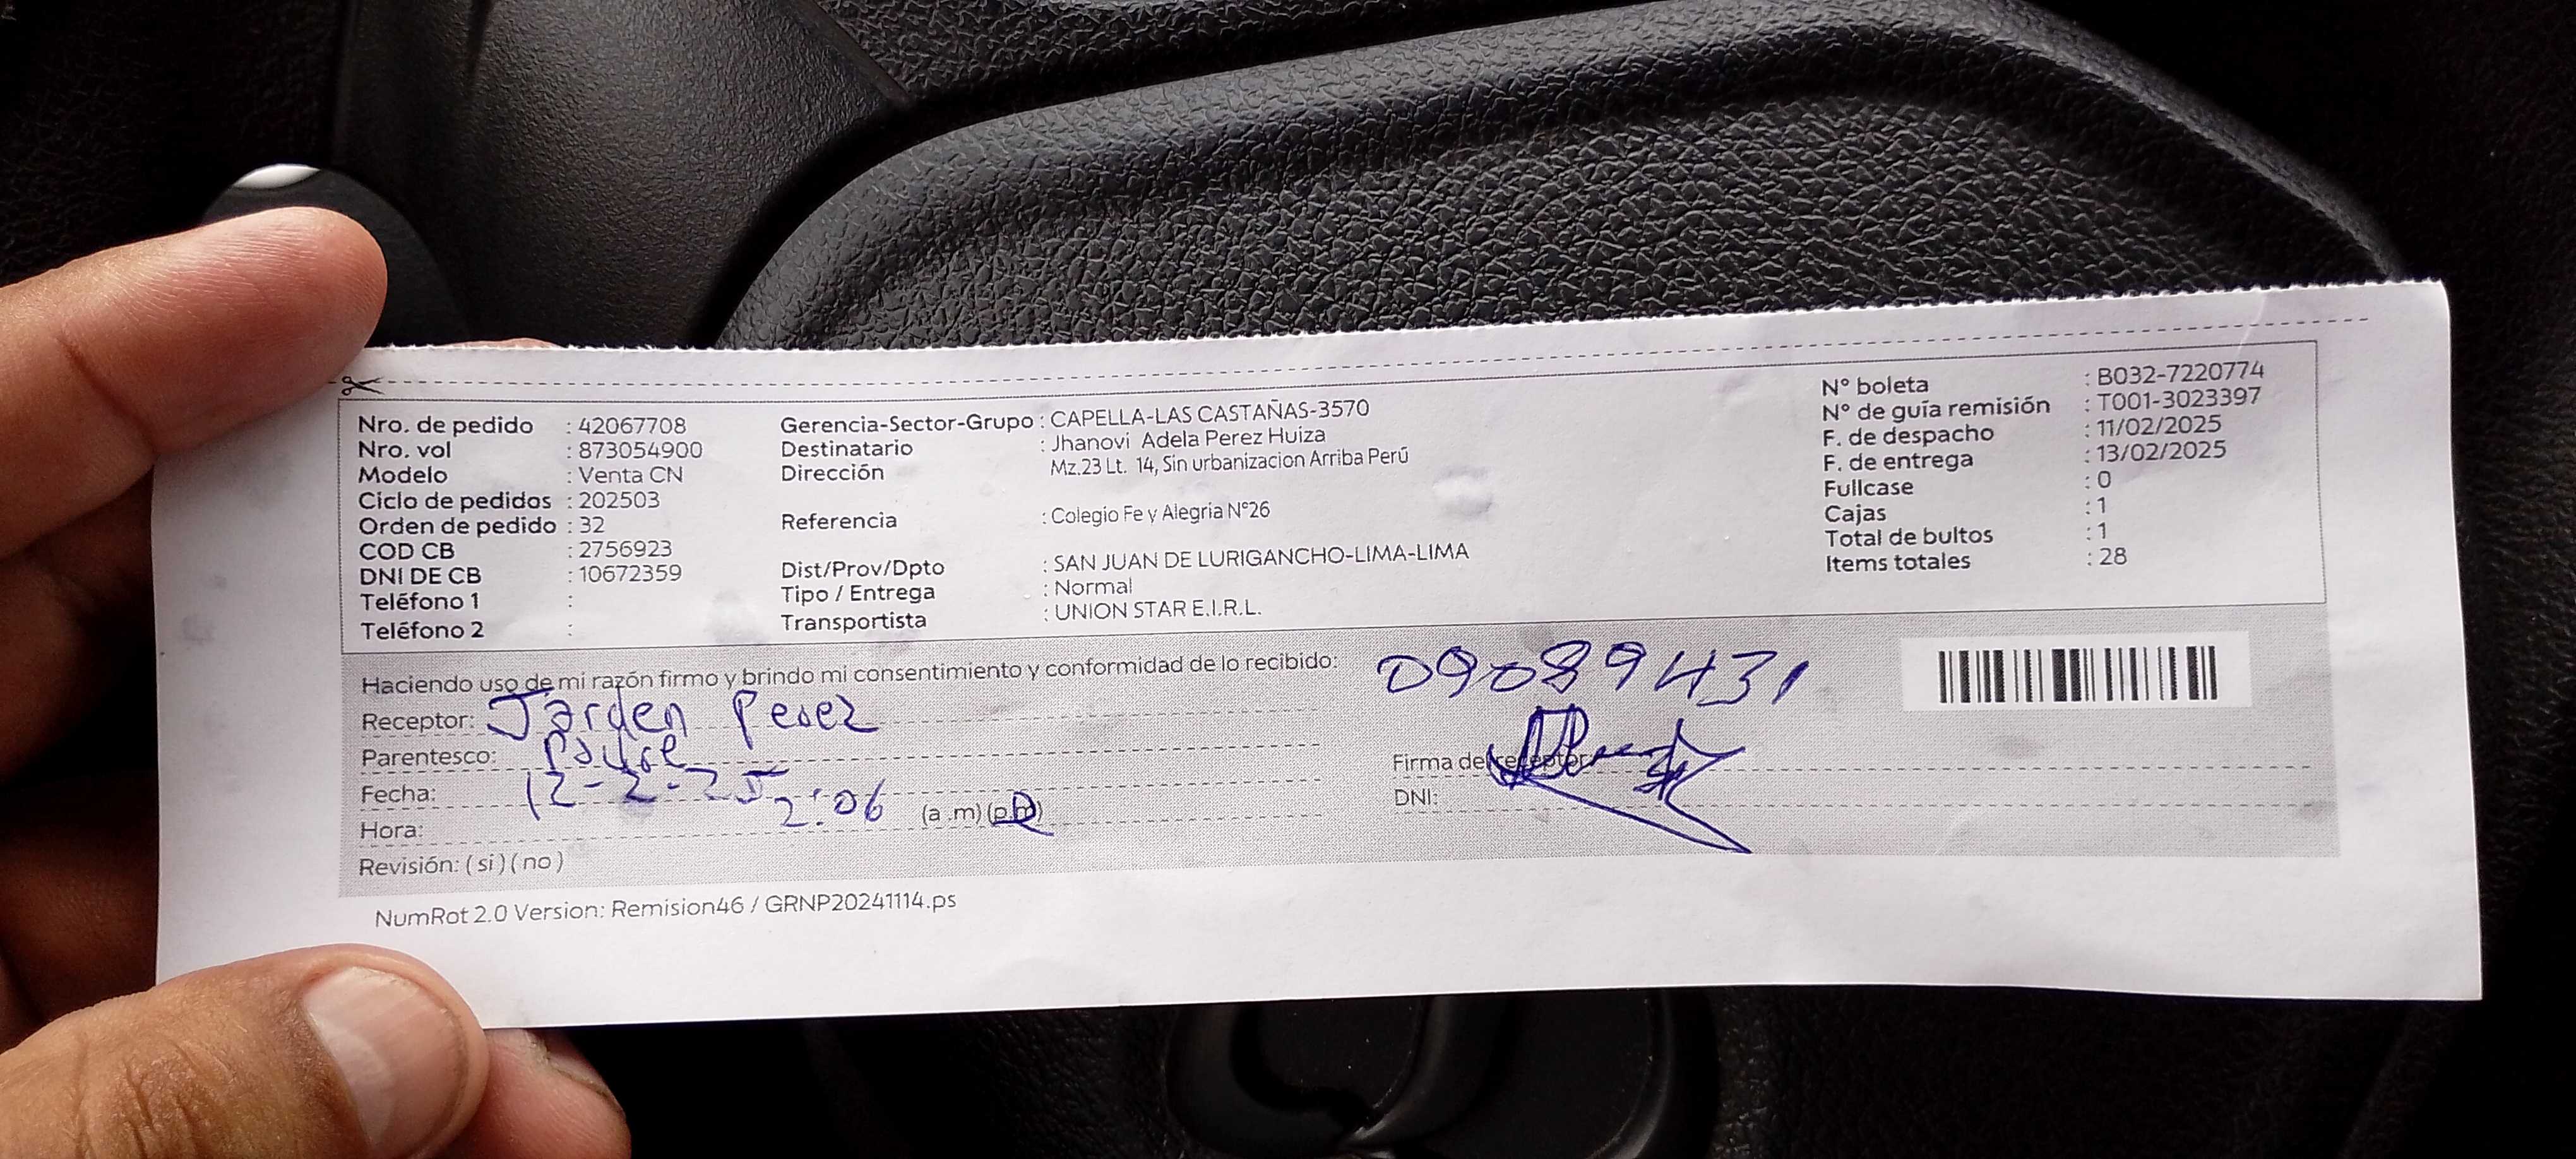 Nro. de pedido : 42067708
Nro. vol : 873054900
Modelo : Venta CN
Ciclo de pedidos : 202503
Orden de pedido : 32
COD CB : 2756923
DNI DE CB : 10672359
Teléfono 1 :
Teléfono 2 :
Gerencia-Sector-Grupo : CAPELLA-LAS CASTAÑAS-3570
Destinatario : Jhanovi Adela Perez Huiza
Dirección Mz.23 Lt. 14, Sin urbanizacion Arriba Perú
Referencia : Colegio Fe y Alegria N°26
Dist/Prov/Dpto : SAN JUAN DE LURIGANCHO-LIMA-LIMA
Tipo / Entrega : Normal
Transportista : UNION STAR E.I.R.L.
N° boleta : B032-7220774
N° de guía remisión : T001-3023397
F. de despacho : 11/02/2025
F. de entrega : 13/02/2025
Fullcase : 0
Cajas : 1
Total de bultos : 1
Items totales : 28
Haciendo uso de mi razón firmo y brindo mi consentimiento y conformidad de lo recibido:
Receptor: Jarden Perez
Parentesco: Padre
Fecha: 12-2-25
Hora: 2:06 (a .m) (p.m)
Revisión: ( si ) ( no )
09089431
Firma del receptor
DNI:
NumRot 2.0 Version: Remision46 / GRNP20241114.ps